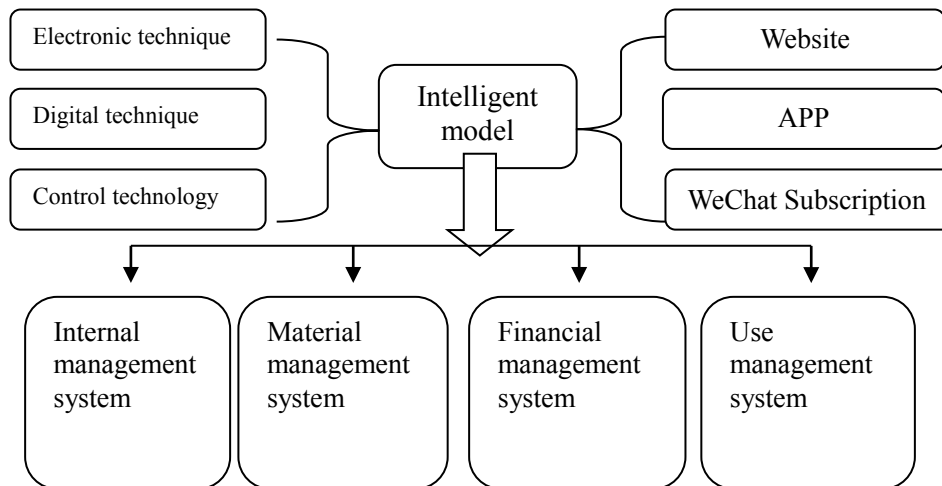 Electronic technique
Digital technique
Control technology
Intelligent
model
Website
APP
WeChat Subscription
Internal
management
system
Material
management
system
Financial
management
system
Use
management
system